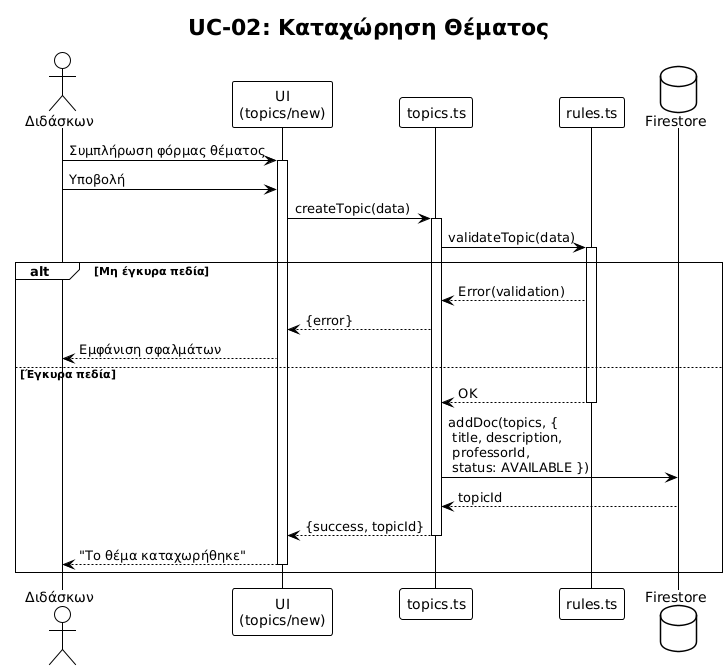 UC-02: Καταχώρηση Θέματος
Διδάσκων
UI
(topics/new)
topics.ts
rules.ts
Firestore
Συμπλήρωση φόρμας θέματος
Υποβολή
createTopic(data)
validateTopic(data)
alt [Μη έγκυρα πεδία]
Error(validation)
{error}
Εμφάνιση σφαλμάτων
[Έγκυρα πεδία]
OK
addDoc(topics, {
title, description,
professorId,
status: AVAILABLE })
topicId
{success, topicId}
"Το θέμα καταχωρήθηκε"
Διδάσκων
UI
(topics/new)
topics.ts
rules.ts
Firestore